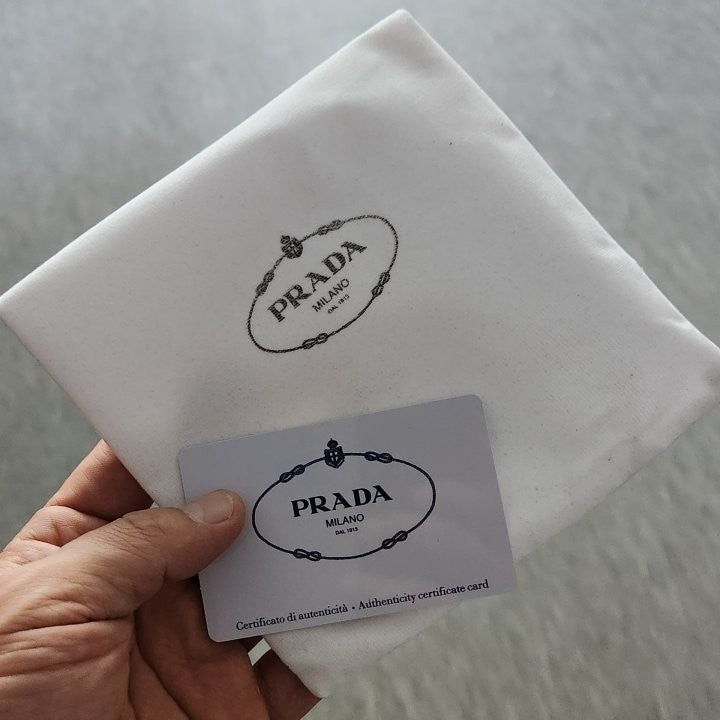 PRADA
MILANO
DAL 1913
PRADA
MILANO
DAL 1913
Certificato di autenticità • Authenticity certificate card